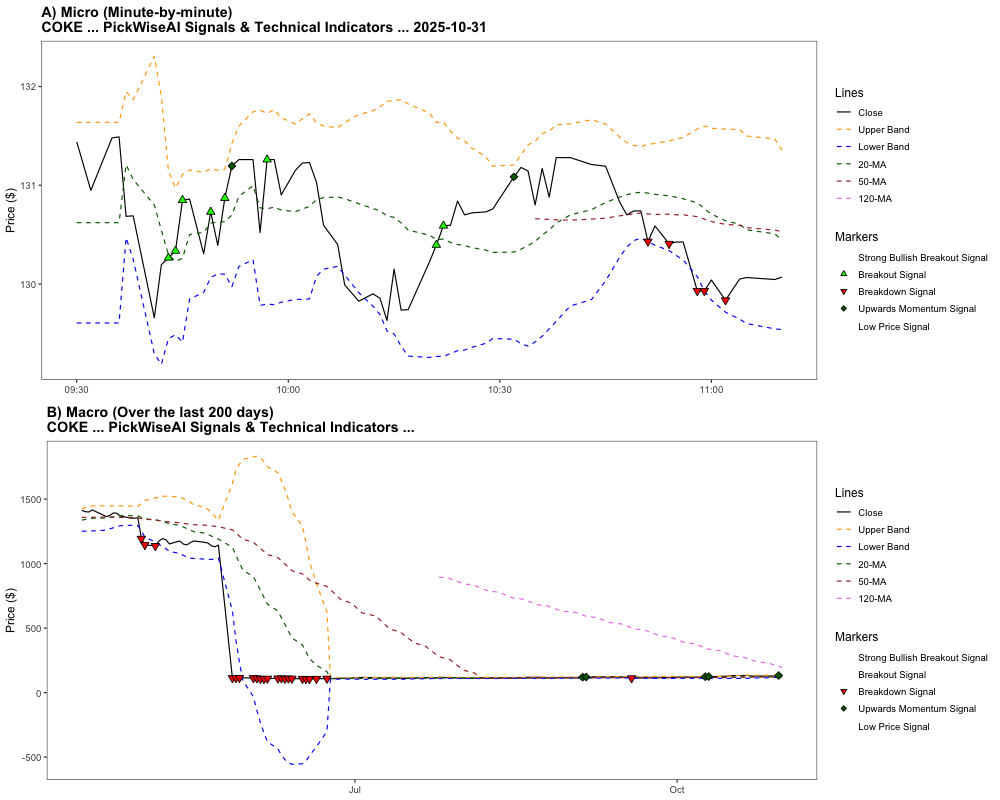 A) Micro (Minute-by-minute)
COKE ... PickWiseAI Signals & Technical Indicators ... 2025-10-31
Price ($)
132
131
130
09:30
10:00
10:30
11:00
Lines
Close
Upper Band
Lower Band
20-MA
50-MA
120-MA
Markers
Strong Bullish Breakout Signal
Breakout Signal
Breakdown Signal
Upwards Momentum Signal
Low Price Signal
B) Macro (Over the last 200 days)
COKE ... PickWiseAI Signals & Technical Indicators ...
Price ($)
1500
1000
500
0
-500
Jul
Oct
Lines
Close
Upper Band
Lower Band
20-MA
50-MA
120-MA
Markers
Strong Bullish Breakout Signal
Breakout Signal
Breakdown Signal
Upwards Momentum Signal
Low Price Signal